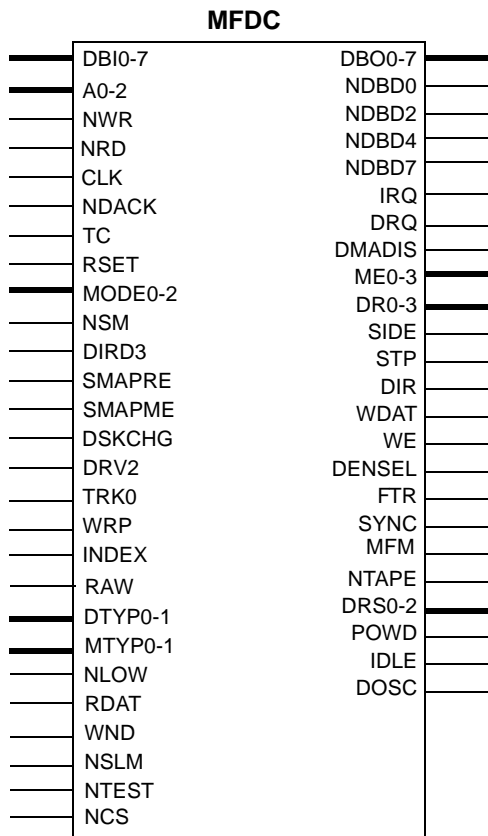 MFDC
DBI0-7
A0-2
NWR
NRD
CLK
NDACK
TC
RSET
MODE0-2
NSM
DIRD3
SMAPRE
SMAPME
DSKCHG
DRV2
TRK0
WRP
INDEX
RAW
DTYP0-1
MTYP0-1
NLOW
RDAT
WND
NSLM
NTEST
NCS
DBO0-7
NDBD0
NDBD2
NDBD4
NDBD7
IRQ
DRQ
DMADIS
ME0-3
DR0-3
SIDE
STP
DIR
WDAT
WE
DENSEL
FTR
SYNC
MFM
NTAPE
DRS0-2
POWD
IDLE
DOSC